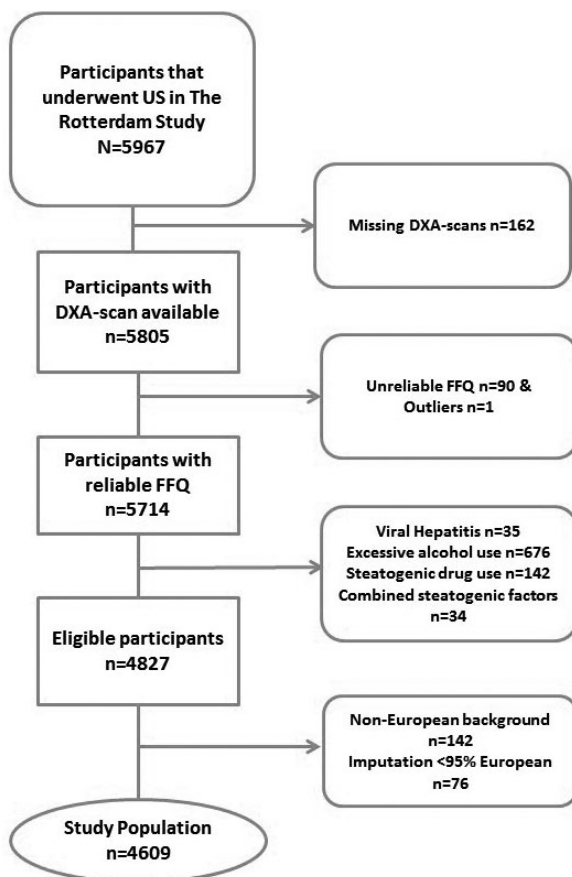 Participants that
underwent US in The
Rotterdam Study
N=5967
Missing DXA-scans n=162
Participants with
DXA-scan available
n=5805
Unreliable FFQ n=90 &
Outliers n=1
Participants with
reliable FFQ
n=5714
Viral Hepatitis n=35
Excessive alcohol use n=676
Steatogenic drug use n=142
Combined steatogenic factors
n=34
Eligible participants
n=4827
Non-European background
n=142
Imputation <95% European
n=76
Study Population
n=4609